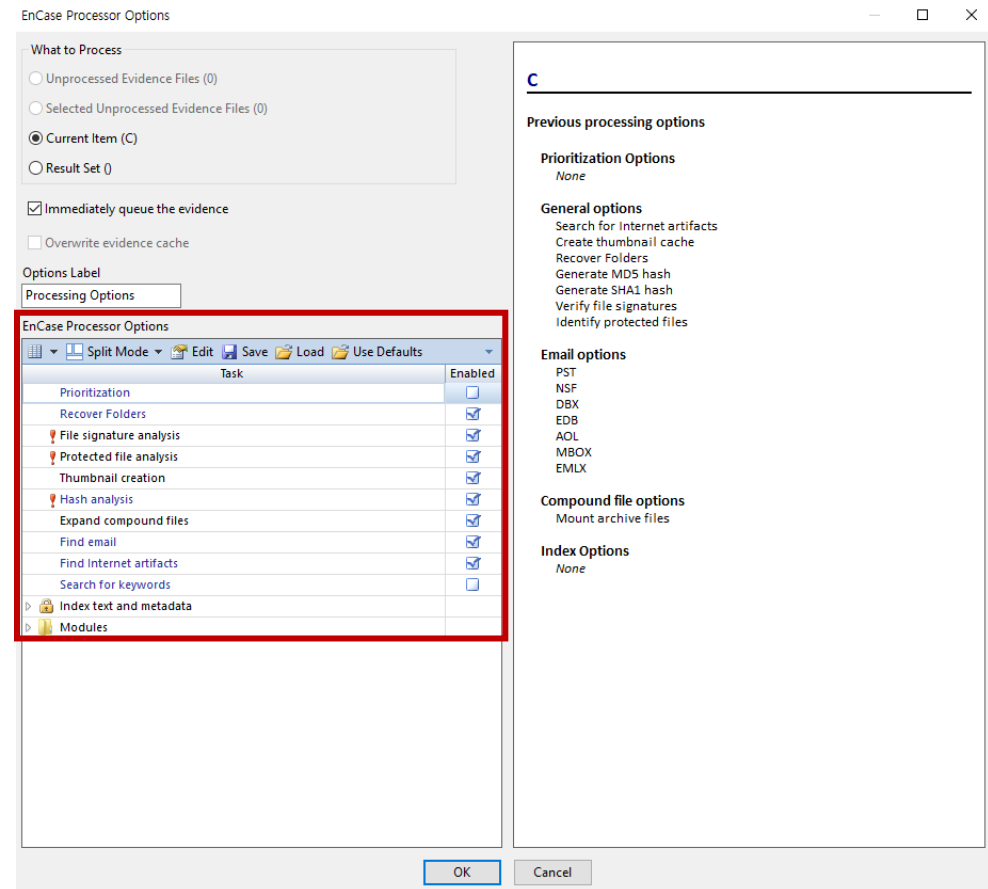 EnCase Processor Options
What to Process
Unprocessed Evidence Files (0)
Selected Unprocessed Evidence Files (0)
Current Item (C)
Result Set ()
Immediately queue the evidence
Overwrite evidence cache
Options Label
Processing Options
EnCase Processor Options
Split Mode Edit Save Load Use Defaults
Task Enabled
Prioritization
Recover Folders
File signature analysis
Protected file analysis
Thumbnail creation
Hash analysis
Expand compound files
Find email
Find Internet artifacts
Search for keywords
Index text and metadata
Modules
C
Previous processing options
Prioritization Options
None
General options
Search for Internet artifacts
Create thumbnail cache
Recover Folders
Generate MD5 hash
Generate SHA1 hash
Verify file signatures
Identify protected files
Email options
PST
NSF
DBX
EDB
AOL
MBOX
EMLX
Compound file options
Mount archive files
Index Options
None
OK Cancel